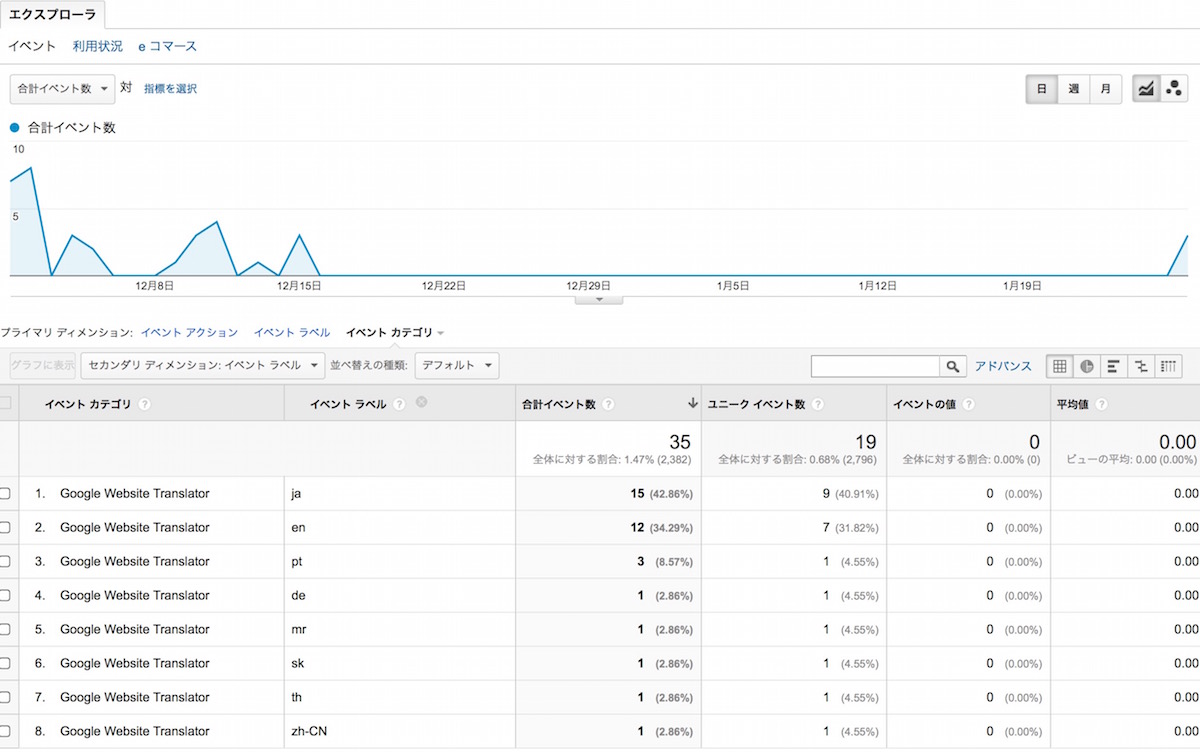 エクスプローラ
イベント 利用状況 e コマース
合計イベント数 対 指標を選択 日 週 月
合計イベント数
10
5
12月8日 12月15日 12月22日 12月29日 1月5日 1月12日 1月19日
プライマリ ディメンション: イベント アクション イベント ラベル イベント カテゴリ
グラフに表示 セカンダリ ディメンション: イベント ラベル 並べ替えの種類: デフォルト アドバンス
イベント カテゴリ ? イベント ラベル ? 合計イベント数 ? ユニーク イベント数 ? イベントの値 ? 平均値 ?
35 19 0 0.00
全体に対する割合: 1.47% (2,382) 全体に対する割合: 0.68% (2,796) 全体に対する割合: 0.00% (0) ビューの平均: 0.00 (0.00%)
1. Google Website Translator ja 15 (42.86%) 9 (40.91%) 0 (0.00%) 0.00
2. Google Website Translator en 12 (34.29%) 7 (31.82%) 0 (0.00%) 0.00
3. Google Website Translator pt 3 (8.57%) 1 (4.55%) 0 (0.00%) 0.00
4. Google Website Translator de 1 (2.86%) 1 (4.55%) 0 (0.00%) 0.00
5. Google Website Translator mr 1 (2.86%) 1 (4.55%) 0 (0.00%) 0.00
6. Google Website Translator sk 1 (2.86%) 1 (4.55%) 0 (0.00%) 0.00
7. Google Website Translator th 1 (2.86%) 1 (4.55%) 0 (0.00%) 0.00
8. Google Website Translator zh-CN 1 (2.86%) 1 (4.55%) 0 (0.00%) 0.00